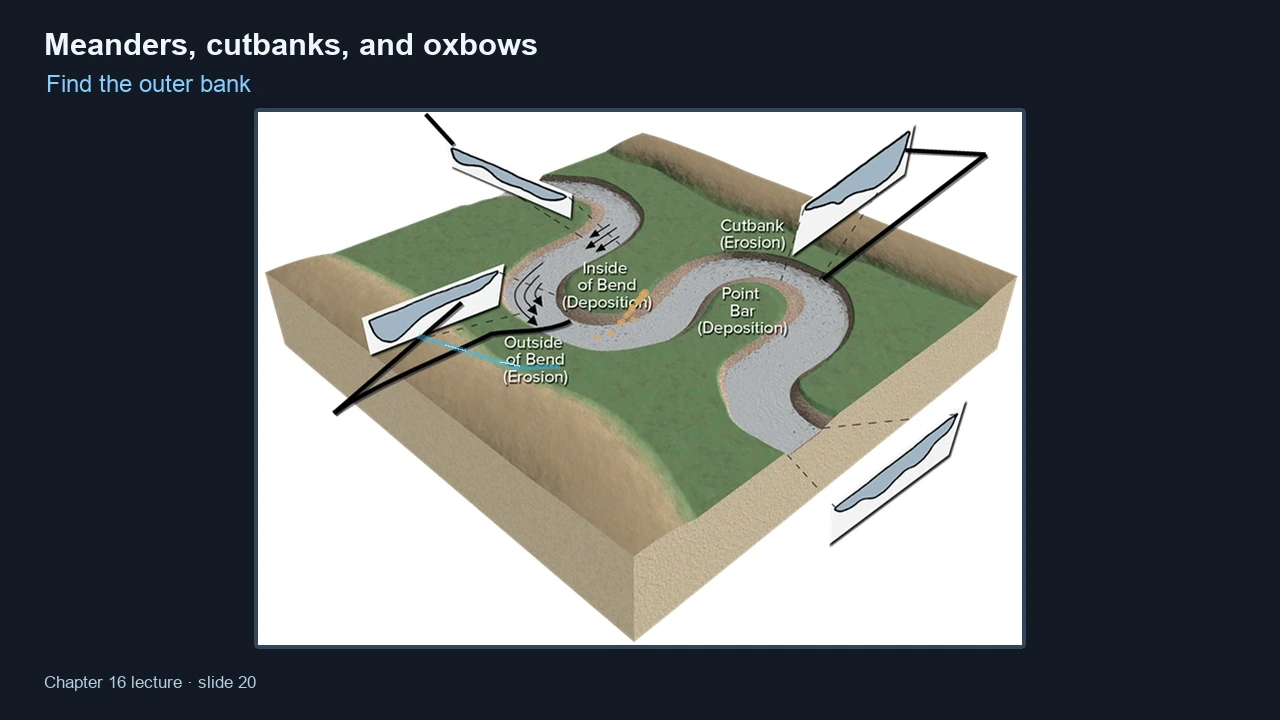 Meanders, cutbanks, and oxbows
Find the outer bank
Cutbank
(Erosion)
Inside
of Bend
(Deposition)
Point
Bar
(Deposition)
Outside
of Bend
(Erosion)
Chapter 16 lecture · slide 20